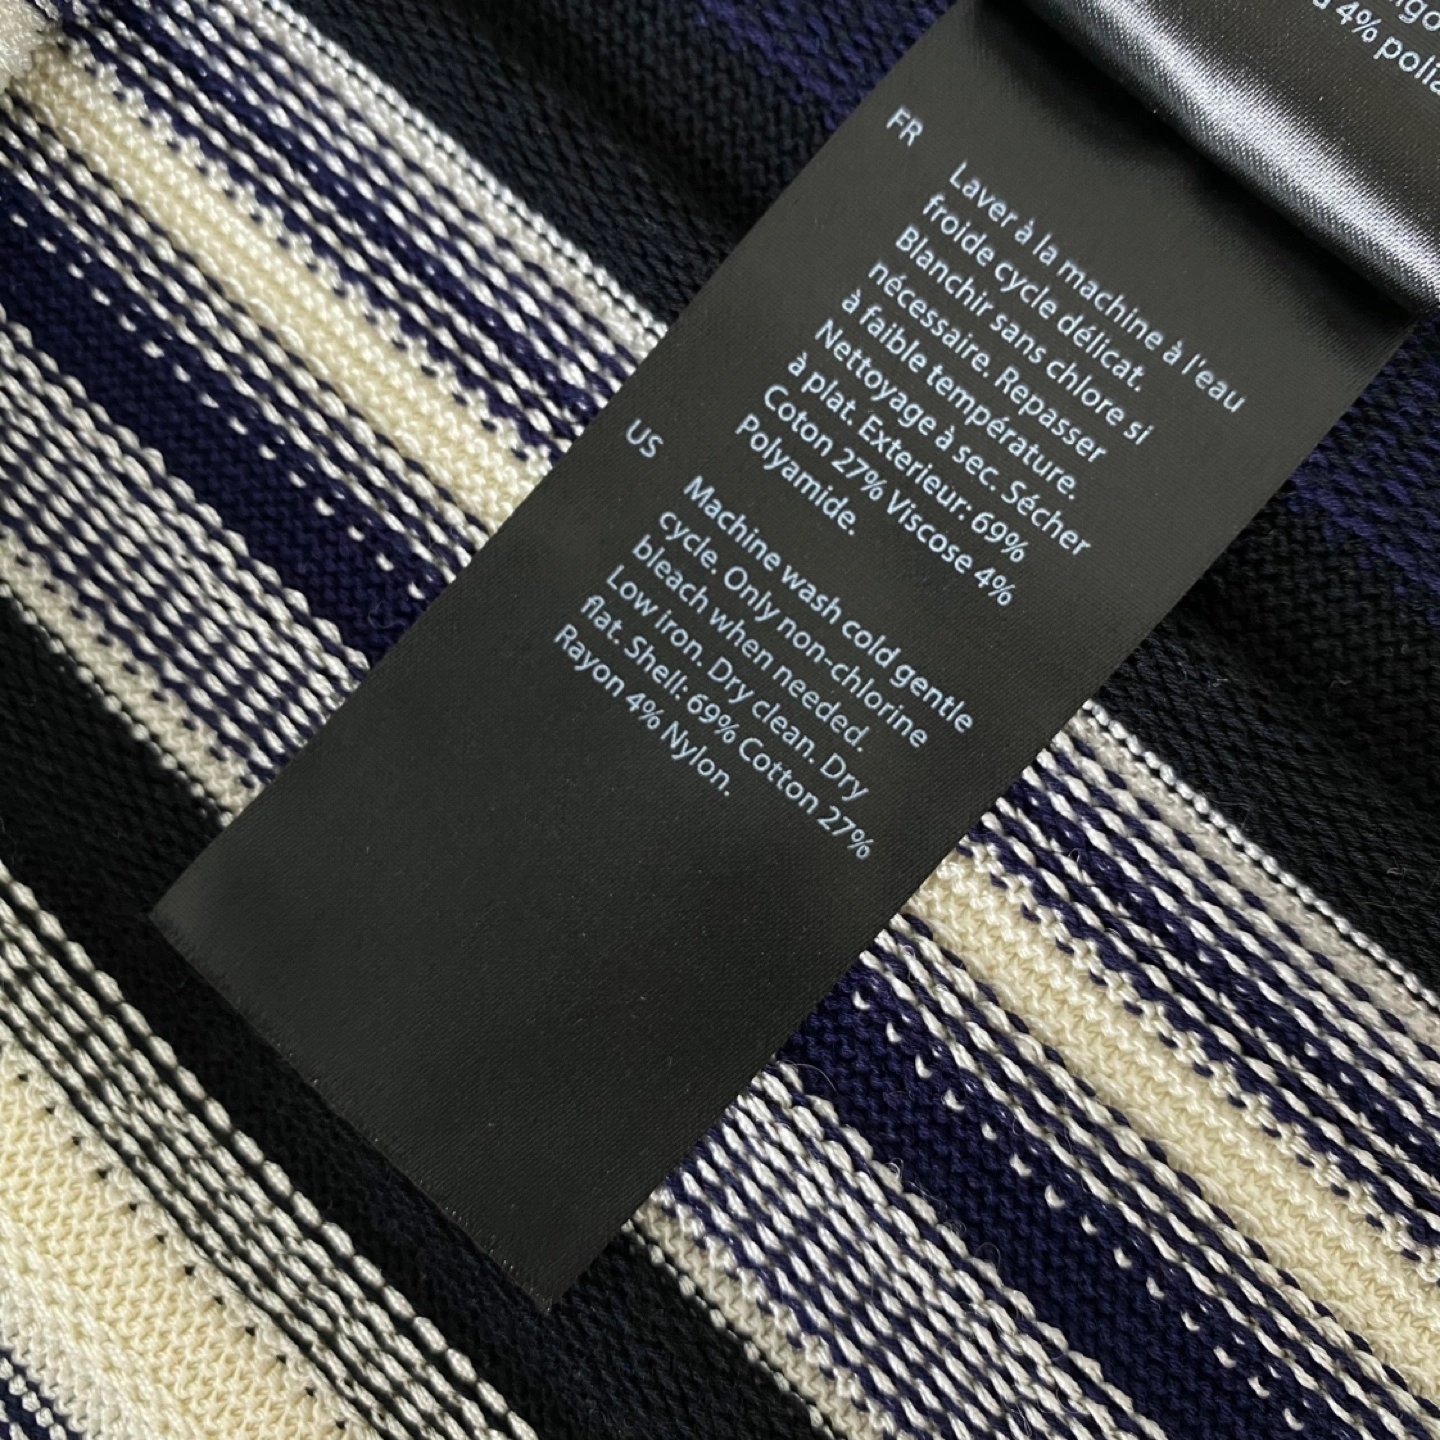 4% polia
FR
Laver à la machine à l'eau
froide cycle délicat.
Blanchir sans chlore si
nécessaire. Repasser
à faible température.
Nettoyage à sec. Sécher
à plat. Exterieur: 69%
Coton 27% Viscose 4%
Polyamide.
US
Machine wash cold gentle
cycle. Only non-chlorine
bleach when needed.
Low iron. Dry clean. Dry
flat. Shell: 69% Cotton 27%
Rayon 4% Nylon.